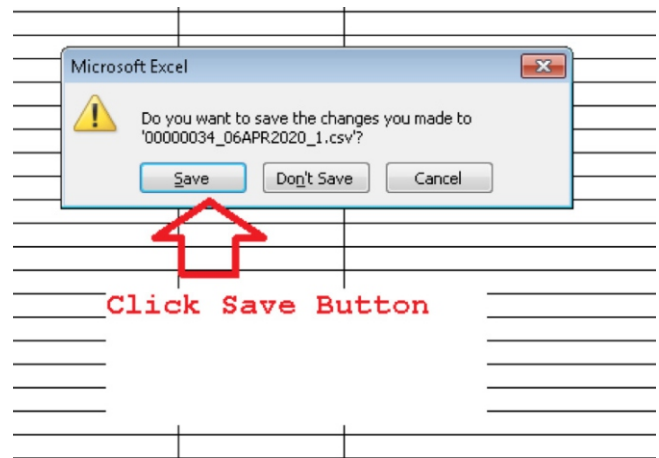 Microsoft Excel
Do you want to save the changes you made to
'00000034_06APR2020_1.csv'?
Save Don't Save Cancel
Click Save Button